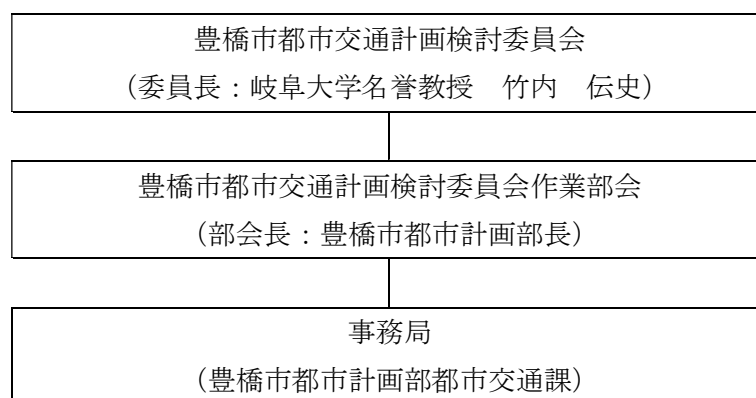 豊橋市都市交通計画検討委員会
(委員長:岐阜大学名誉教授　竹内　伝史)
豊橋市都市交通計画検討委員会作業部会
(部会長:豊橋市都市計画部長)
事務局
(豊橋市都市計画部都市交通課)